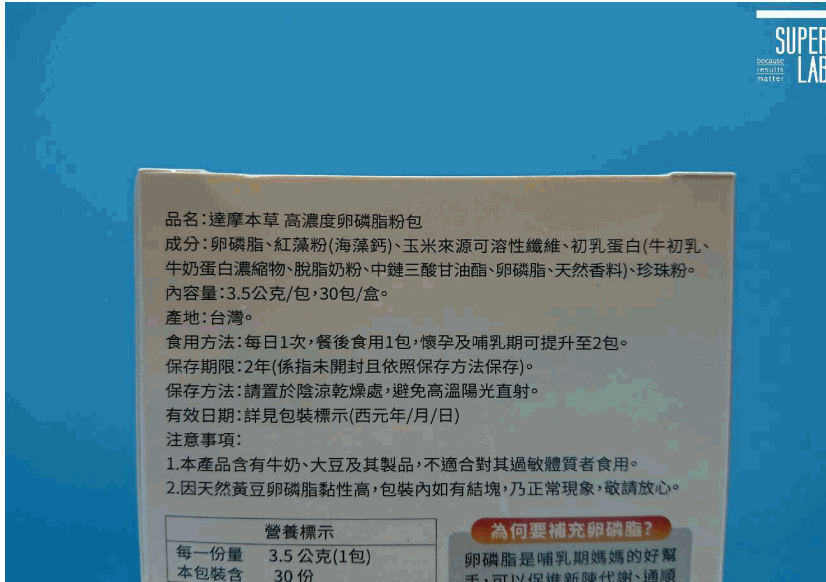 SUPER
because
results
matter
LAB
品名:達摩本草 高濃度卵磷脂粉包
成分:卵磷脂、紅藻粉(海藻鈣)、玉米來源可溶性纖維、初乳蛋白(牛初乳、
牛奶蛋白濃縮物、脫脂奶粉、中鏈三酸甘油酯、卵磷脂、天然香料)、珍珠粉。
內容量:3.5公克/包,30包/盒。
產地:台灣。
食用方法:每日1次,餐後食用1包,懷孕及哺乳期可提升至2包。
保存期限:2年(係指未開封且依照保存方法保存)。
保存方法:請置於陰涼乾燥處,避免高溫陽光直射。
有效日期:詳見包裝標示(西元年/月/日)
注意事項:
1.本產品含有牛奶、大豆及其製品,不適合對其過敏體質者食用。
2.因天然黃豆卵磷脂黏性高,包裝內如有結塊,乃正常現象,敬請放心。
營養標示
每一份量 3.5 公克(1包)
本包裝含 30 份
為何要補充卵磷脂?
卵磷脂是哺乳期媽媽的好幫
手,可以促進新陳代謝、通順